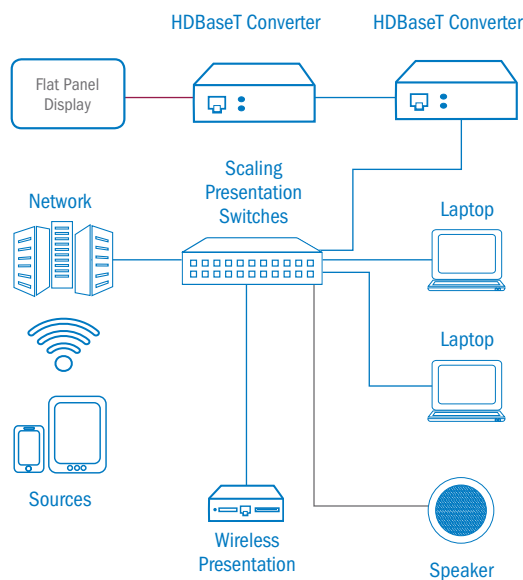 HDBaseT Converter
HDBaseT Converter
Flat Panel
Display
Scaling
Presentation
Switches
Network
Laptop
Laptop
Sources
Wireless
Presentation
Speaker